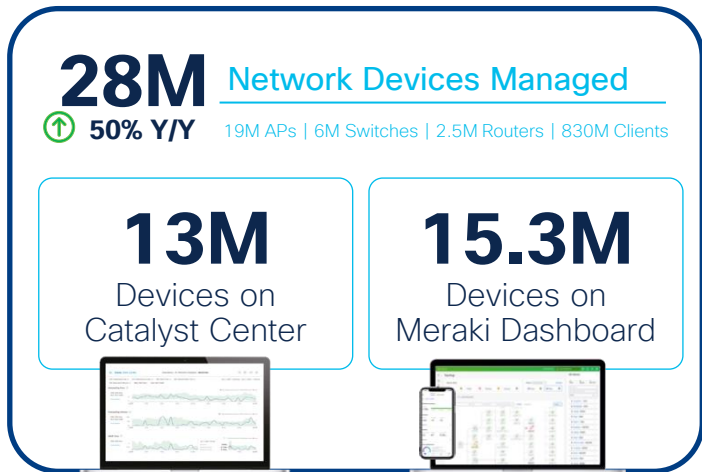 28M
Network Devices Managed
50% Y/Y
19M APs | 6M Switches | 2.5M Routers | 830M Clients
13M
Devices on
Catalyst Center
15.3M
Devices on
Meraki Dashboard